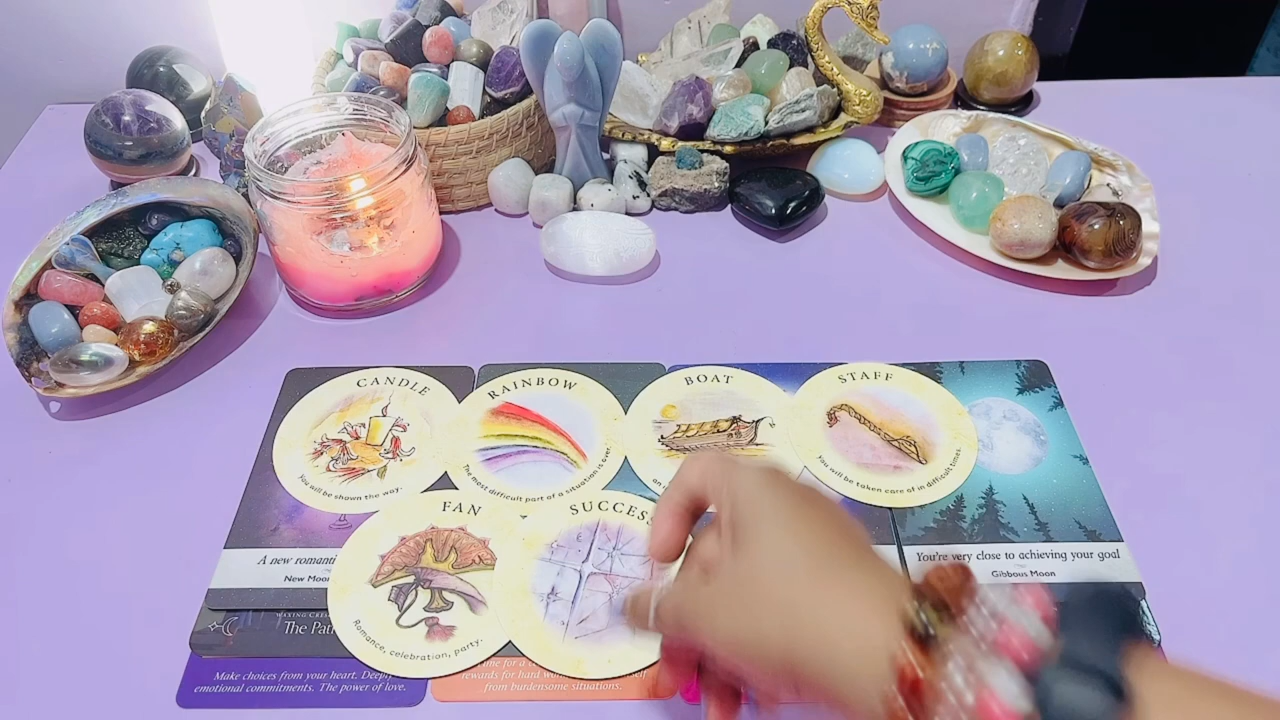 CANDLE
You will be shown the way.
RAINBOW
The most difficult part of a situation is over.
BOAT
an
STAFF
You will be taken care of in difficult times.
FAN
Romance, celebration, party.
SUCCESS
A new romanti
New Moon
You're very close to achieving your goal
Gibbous Moon
The Path
Make choices from your heart. Deep
emotional commitments. The power of love.
rewards for hard
from burdensome situations.